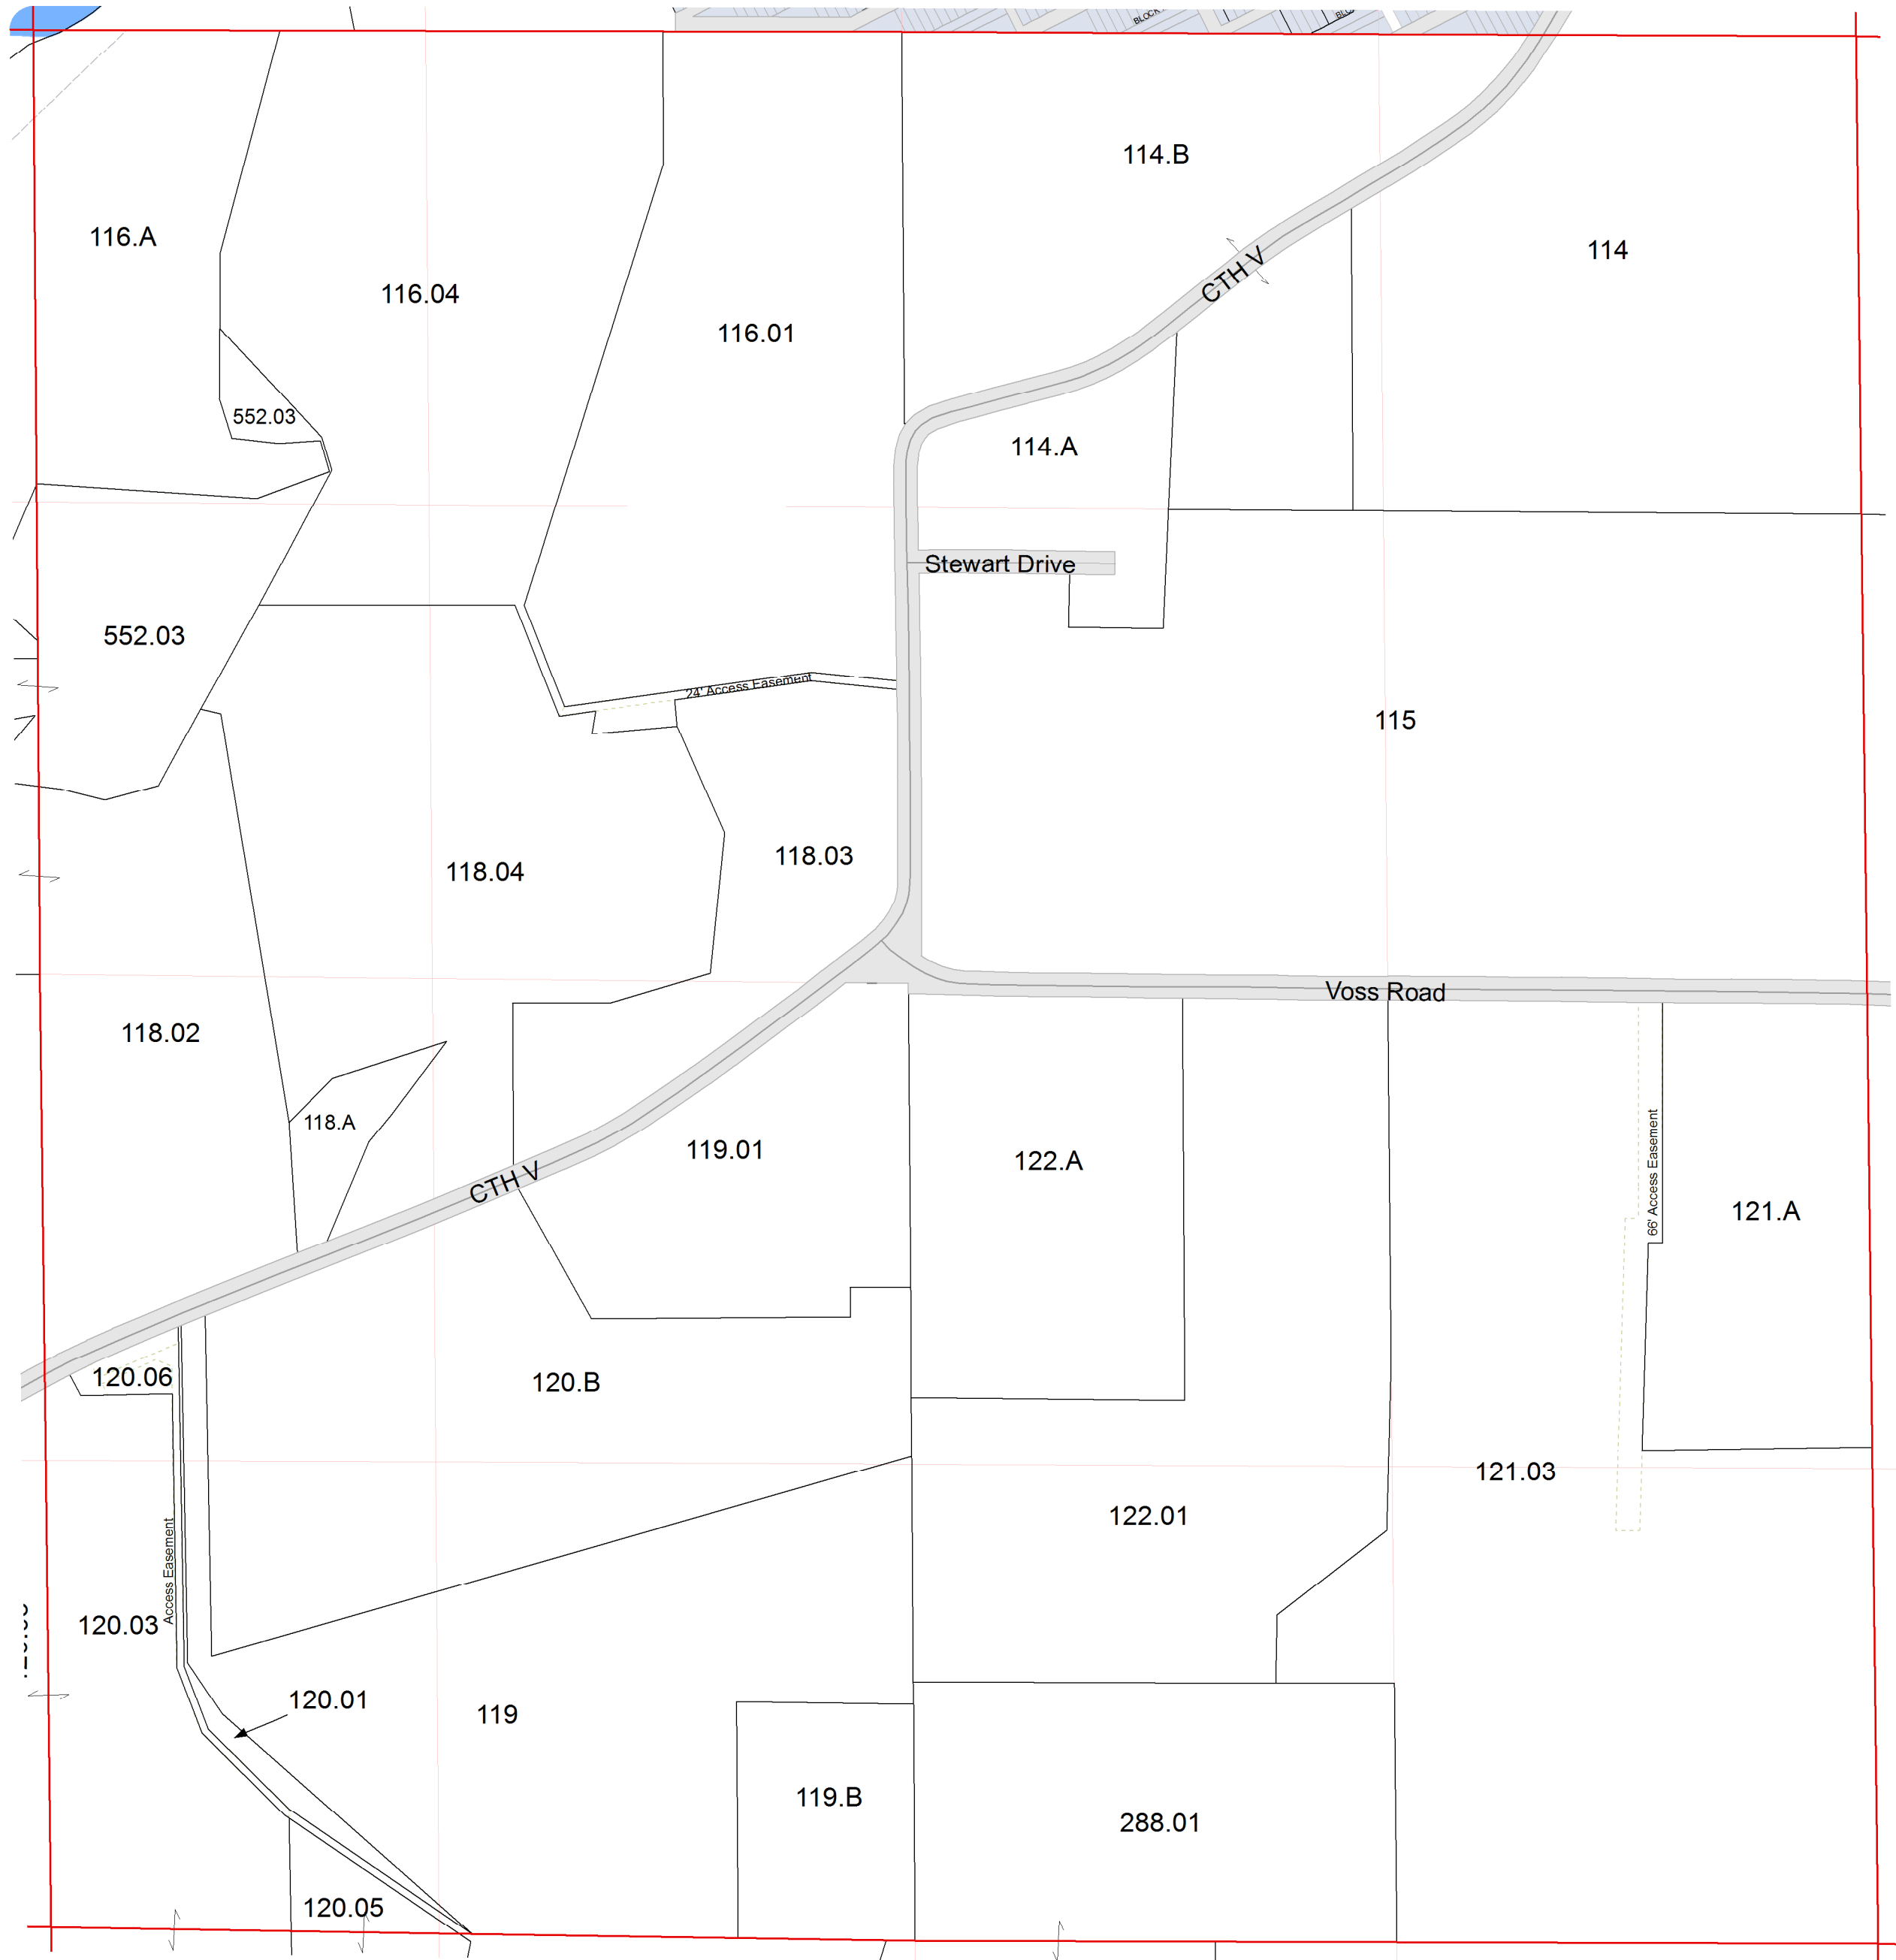 BLOCK
114.B
116.A
114
116.04
CTH V
116.01
552.03
114.A
Stewart Drive
552.03
24' Access Easement
115
118.03
118.04
Voss Road
118.02
118.A
119.01
122.A
66' Access Easement
CTH V
121.A
120.06
120.B
121.03
122.01
Access Easement
120.03
120.01
119
119.B
288.01
120.05